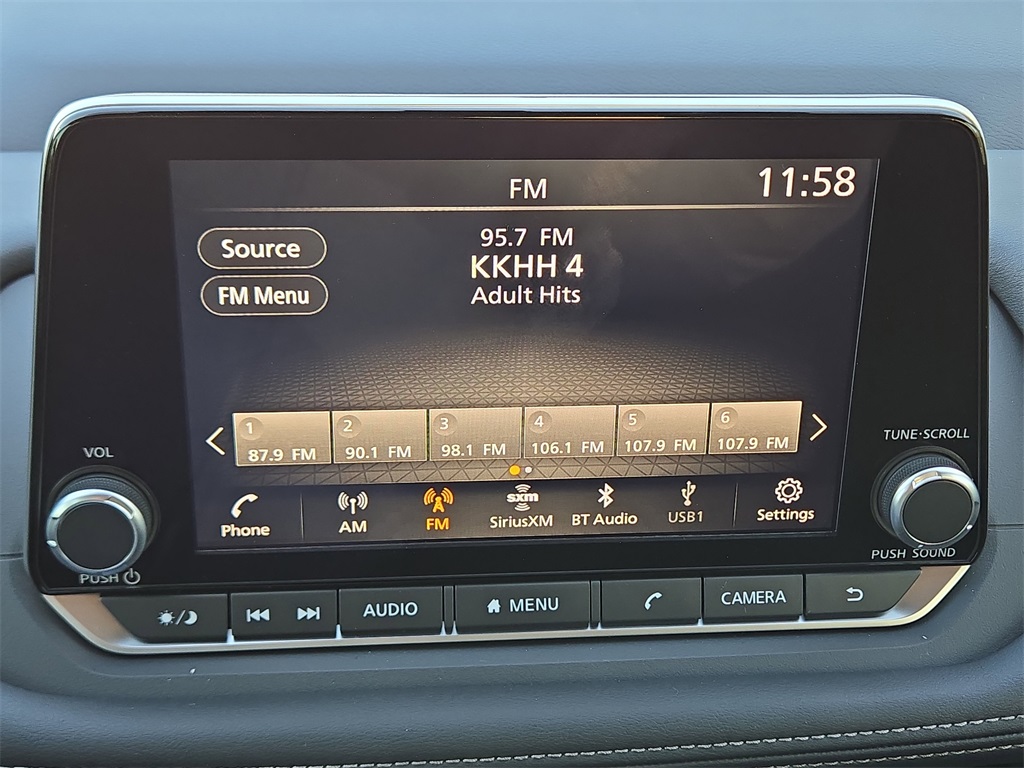 FM
11:58
Source
95.7 FM
KKHH 4
FM Menu
Adult Hits
1
87.9 FM
2
90.1 FM
3
98.1 FM
4
106.1 FM
5
107.9 FM
6
107.9 FM
VOL
TUNE·SCROLL
Phone
AM
FM
sxm
SiriusXM
BT Audio
USB1
Settings
PUSH
PUSH SOUND
AUDIO
MENU
CAMERA